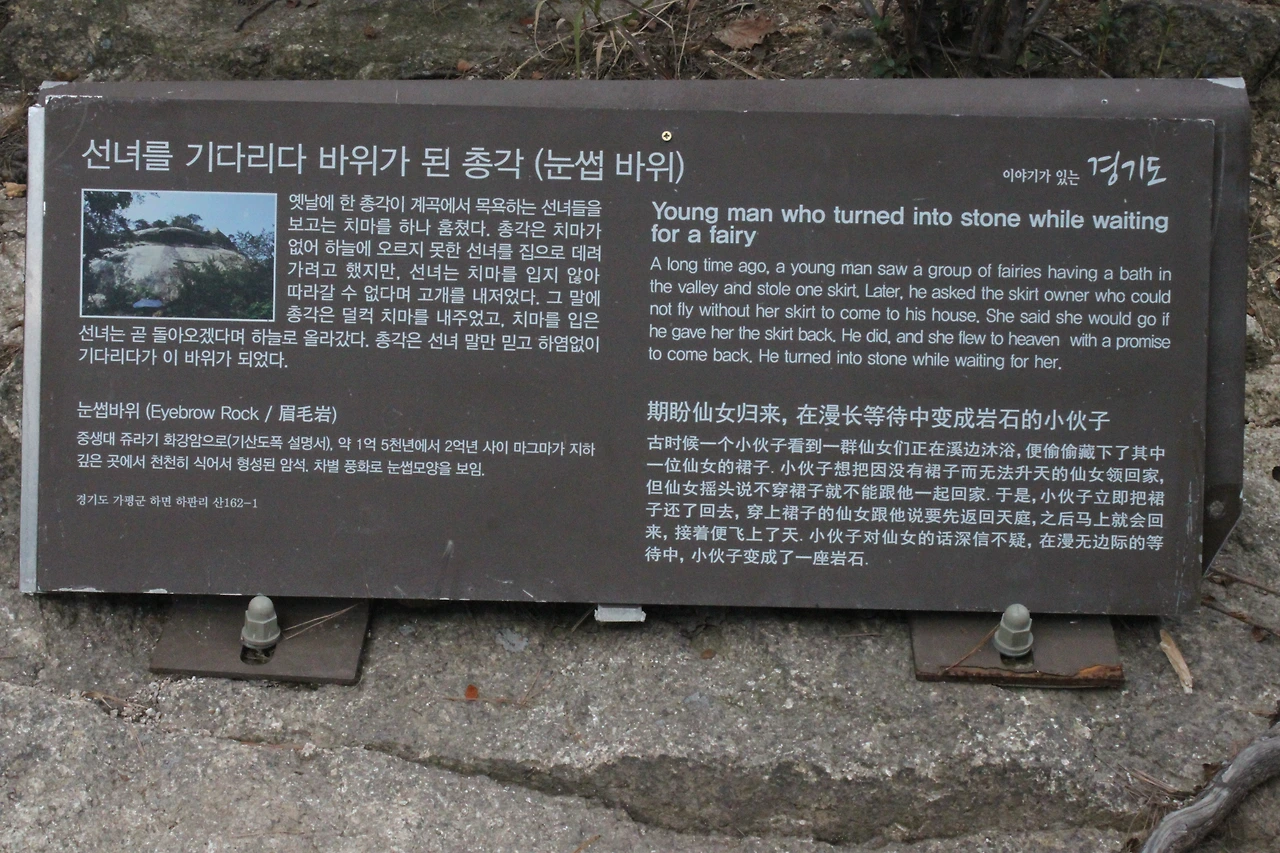 선녀를 기다리다 바위가 된 총각 (눈썹 바위)
이야기가 있는 경기도
옛날에 한 총각이 계곡에서 목욕하는 선녀들을
보고는 치마를 하나 훔쳤다. 총각은 치마가
없어 하늘에 오르지 못한 선녀를 집으로 데려
가려고 했지만, 선녀는 치마를 입지 않아
따라갈 수 없다며 고개를 내저었다. 그 말에
총각은 덜컥 치마를 내주었고, 치마를 입은
선녀는 곧 돌아오겠다며 하늘로 올라갔다. 총각은 선녀 말만 믿고 하염없이
기다리다가 이 바위가 되었다.
눈썹바위 (Eyebrow Rock / 眉毛岩)
중생대 쥬라기 화강암으로(기산도폭 설명서), 약 1억 5천년에서 2억년 사이 마그마가 지하
깊은 곳에서 천천히 식어서 형성된 암석. 차별 풍화로 눈썹모양을 보임.
경기도 가평군 하면 하판리 산162-1
Young man who turned into stone while waiting
for a fairy
A long time ago, a young man saw a group of fairies having a bath in
the valley and stole one skirt. Later, he asked the skirt owner who could
not fly without her skirt to come to his house. She said she would go if
he gave her the skirt back. He did, and she flew to heaven with a promise
to come back. He turned into stone while waiting for her.
期盼仙女归来, 在漫长等待中变成岩石的小伙子
古时候一个小伙子看到一群仙女们正在溪边沐浴, 便偷偷藏下了其中
一位仙女的裙子. 小伙子想把因没有裙子而无法升天的仙女领回家,
但仙女摇头说不穿裙子就不能跟他一起回家. 于是, 小伙子立即把裙
子还了回去, 穿上裙子的仙女跟他说要先返回天庭, 之后马上就会回
来, 接着便飞上了天. 小伙子对仙女的话深信不疑, 在漫无边际的等
待中, 小伙子变成了一座岩石.